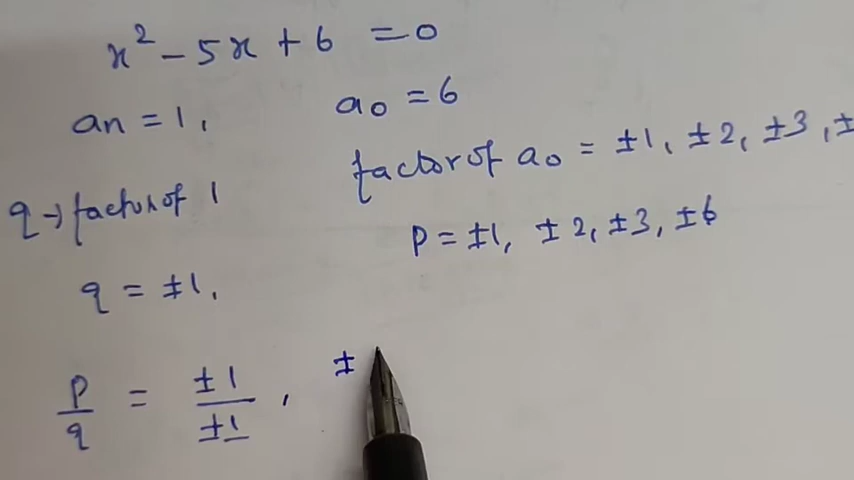 x² - 5x + 6 = 0
an = 1, a₀ = 6
factor of a₀ = ±1, ±2, ±3, ±
q → factor of 1
p = ±1, ±2, ±3, ±6
q = ±1,
p/q = ±1/±1, ±